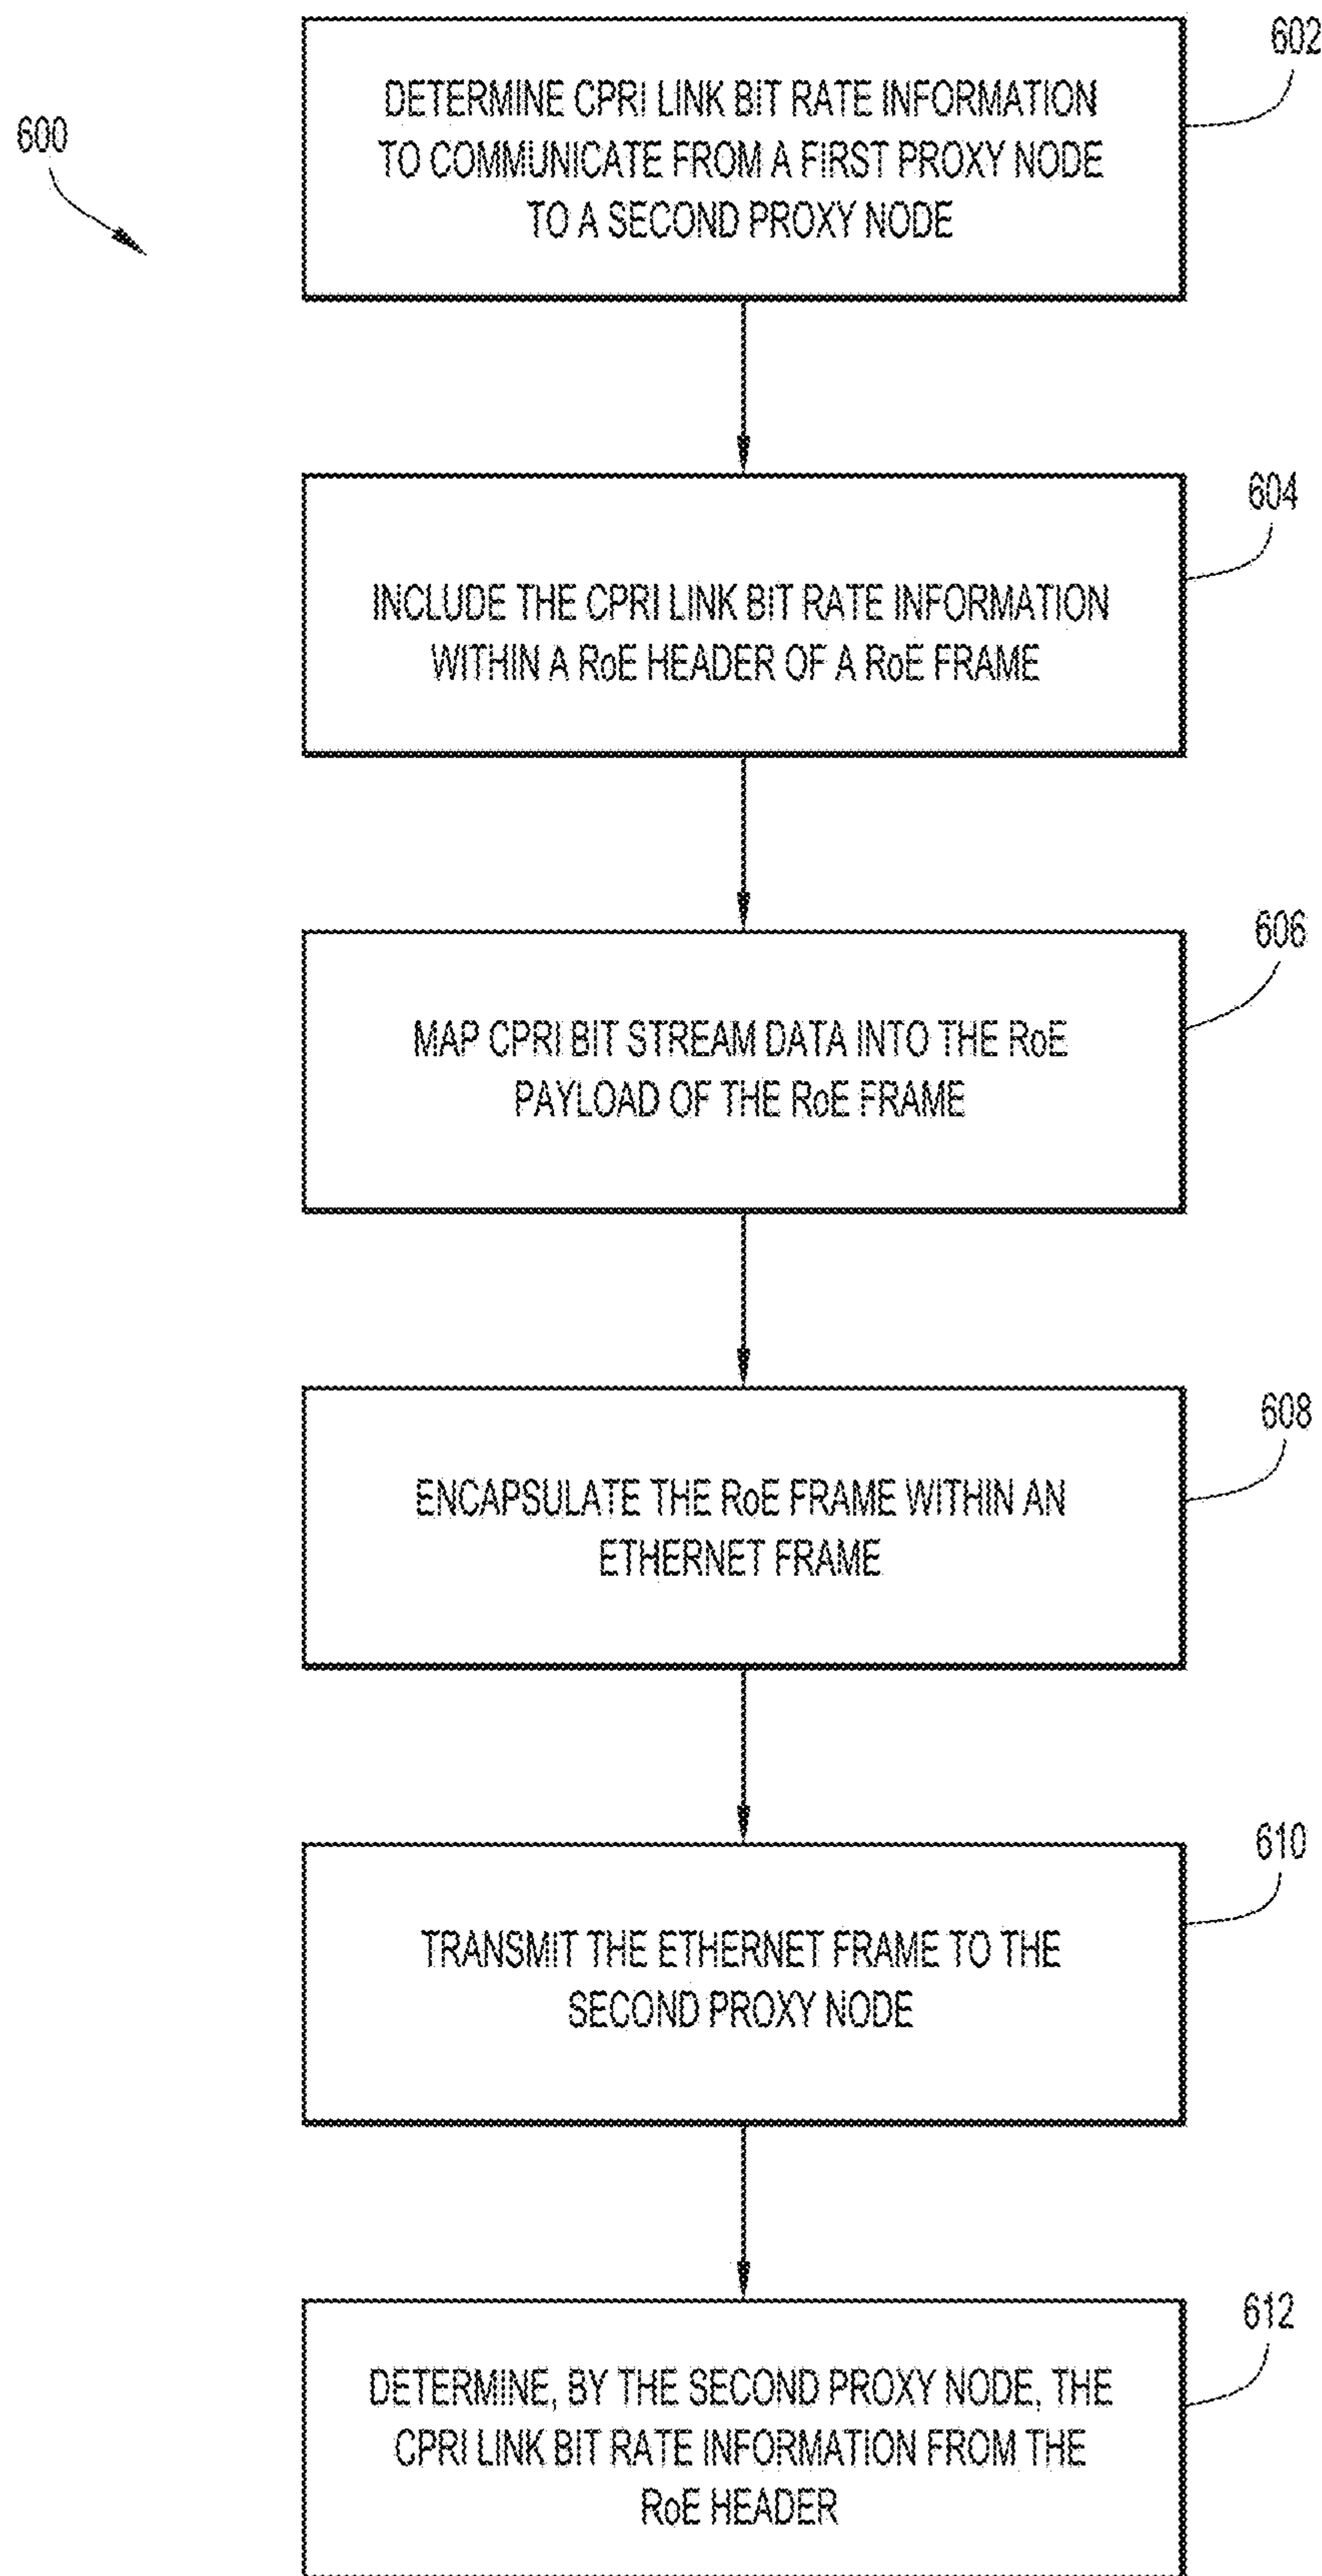 602
600
DETERMINE CPRI LINK BIT RATE INFORMATION
TO COMMUNICATE FROM A FIRST PROXY NODE
TO A SECOND PROXY NODE
604
INCLUDE THE CPRI LINK BIT RATE INFORMATION
WITHIN A RoE HEADER OF A RoE FRAME
606
MAP CPRI BIT STREAM DATA INTO THE RoE
PAYLOAD OF THE RoE FRAME
608
ENCAPSULATE THE RoE FRAME WITHIN AN
ETHERNET FRAME
610
TRANSMIT THE ETHERNET FRAME TO THE
SECOND PROXY NODE
612
DETERMINE, BY THE SECOND PROXY NODE, THE
CPRI LINK BIT RATE INFORMATION FROM THE
RoE HEADER